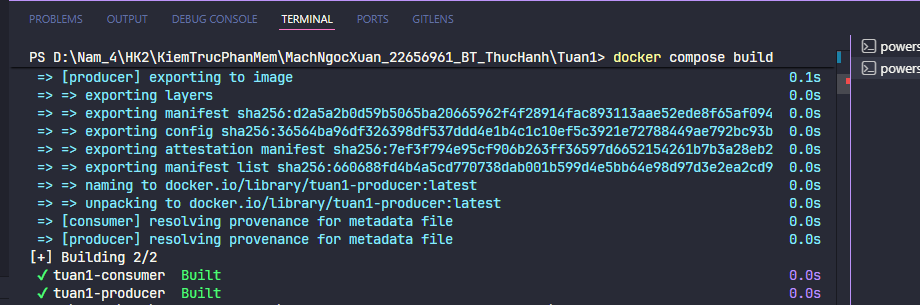 PROBLEMS OUTPUT DEBUG CONSOLE TERMINAL PORTS GITLENS
PS D:\Nam_4\HK2\KiemTrucPhanMem\MachNgocXuan_22656961_BT_ThucHanh\Tuan1> docker compose build
=> [producer] exporting to image 0.1s
=> => exporting layers 0.0s
=> => exporting manifest sha256:d2a5a2b0d59b5065ba20665962f4f28914fac893113aae52ede8f65af094 0.0s
=> => exporting config sha256:36564ba96df326398df537ddd4e1b4c1c10ef5c3921e72788449ae792bc93b 0.0s
=> => exporting attestation manifest sha256:7ef3f794e95cf906b263ff36597d6652154261b7b3a28eb2 0.0s
=> => exporting manifest list sha256:660688fd4b4a5cd770738dab001b599d4e5bb64e98d97d3e2ea2cd9 0.0s
=> => naming to docker.io/library/tuan1-producer:latest 0.0s
=> => unpacking to docker.io/library/tuan1-producer:latest 0.0s
=> [consumer] resolving provenance for metadata file 0.0s
=> [producer] resolving provenance for metadata file 0.0s
[+] Building 2/2
✔ tuan1-consumer Built 0.0s
✔ tuan1-producer Built 0.0s
powers
powers